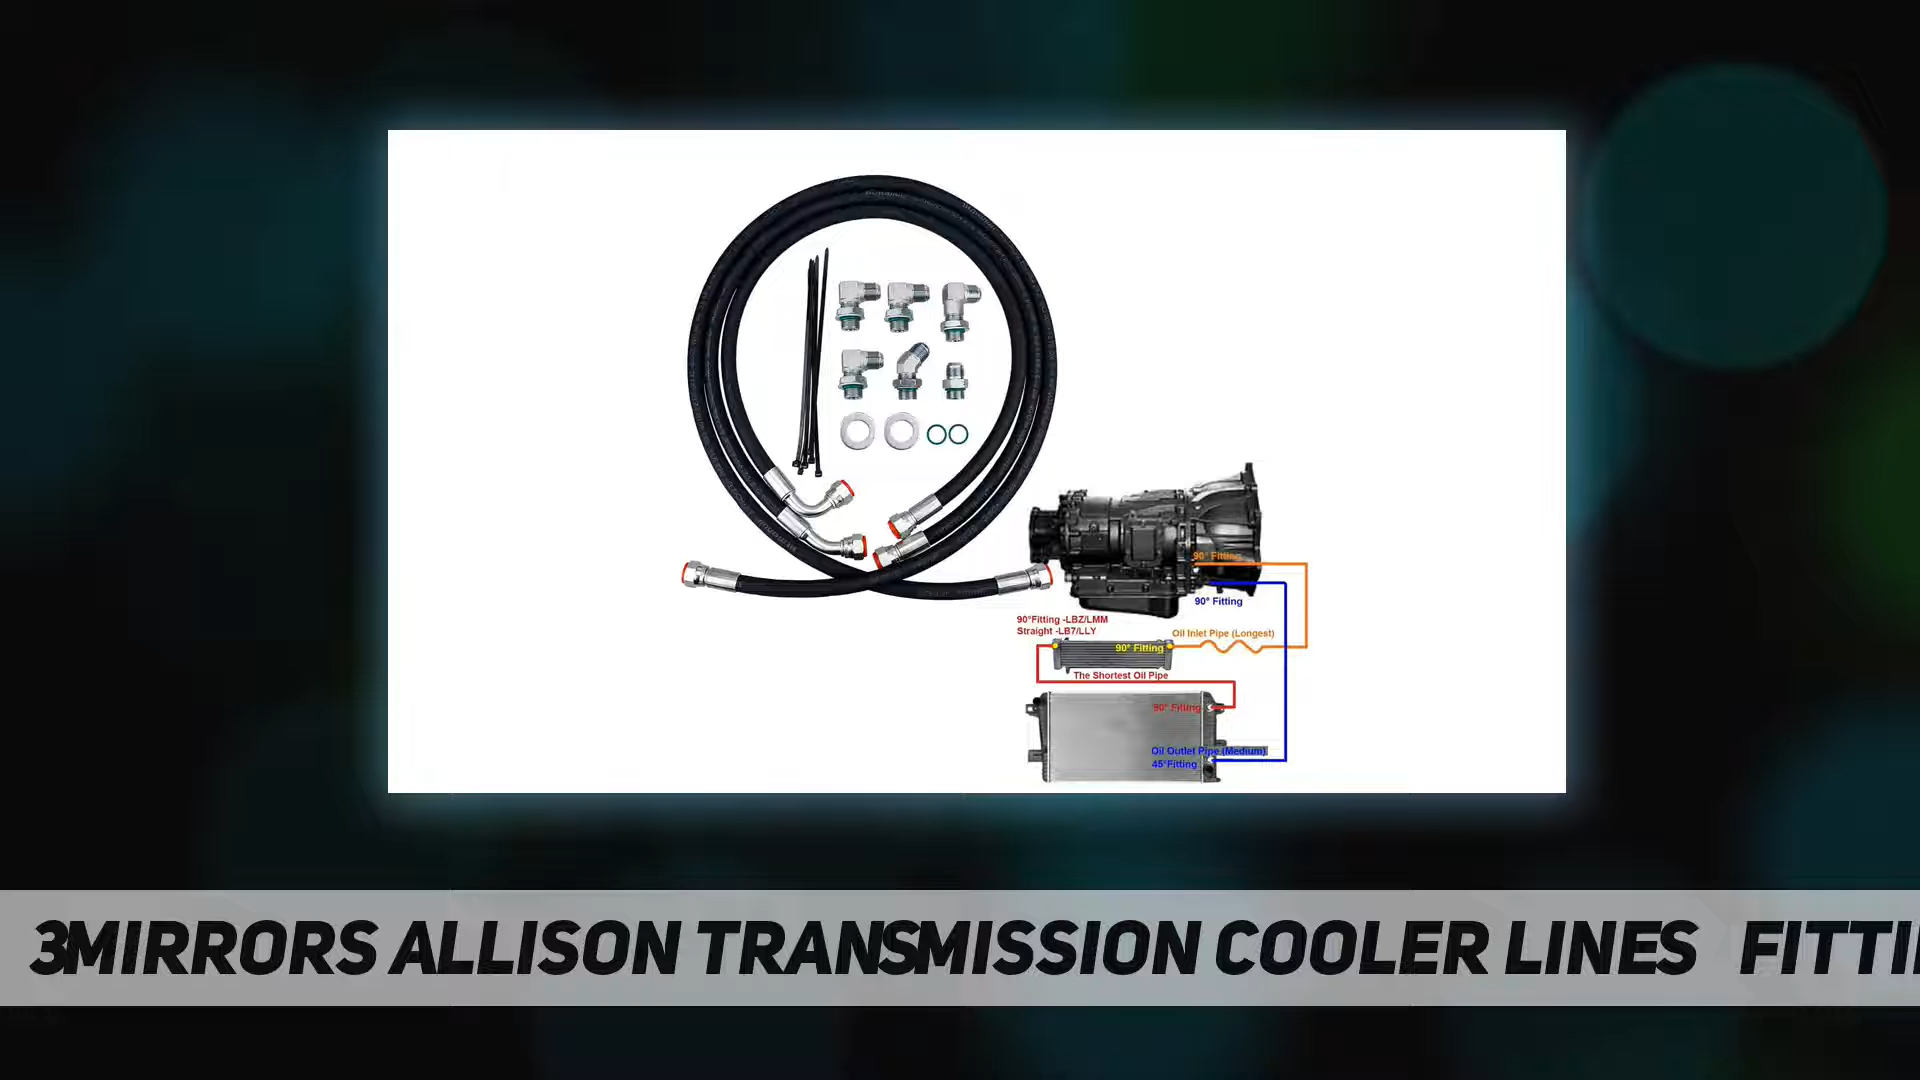 90° Fitting
90° Fitting
90°Fitting -LBZ/LMM
Straight -LB7/LLY
Oil Inlet Pipe (Longest)
90° Fitting
The Shortest Oil Pipe
90° Fitting
Oil Outlet Pipe (Medium)
45°Fitting
3MIRRORS ALLISON TRANSMISSION COOLER LINES FITTI